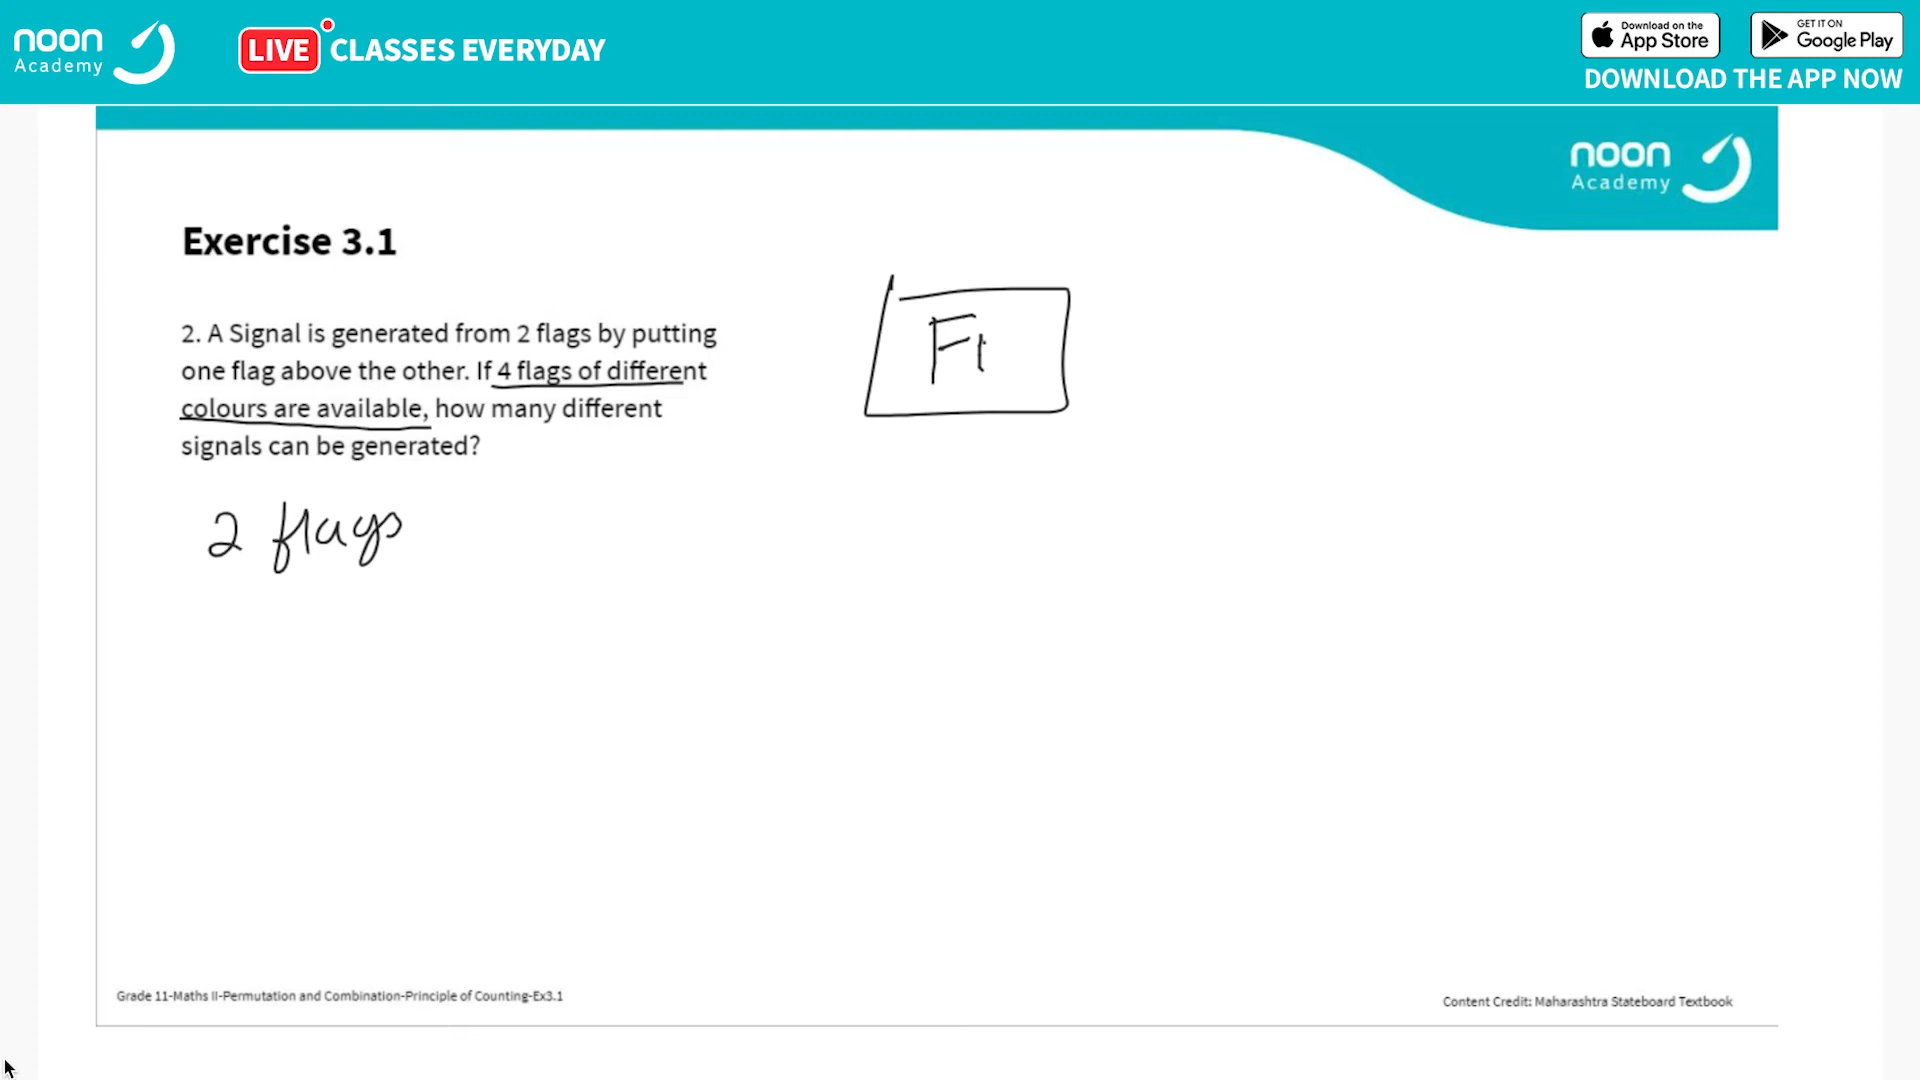 noon
Academy
LIVE CLASSES EVERYDAY
Download on the
App Store
GET IT ON
Google Play
DOWNLOAD THE APP NOW
noon
Academy
Exercise 3.1
2. A Signal is generated from 2 flags by putting
one flag above the other. If 4 flags of different
colours are available, how many different
signals can be generated?
F1
2 flags
Grade 11-Maths II-Permutation and Combination-Principle of Counting-Ex3.1
Content Credit: Maharashtra Stateboard Textbook